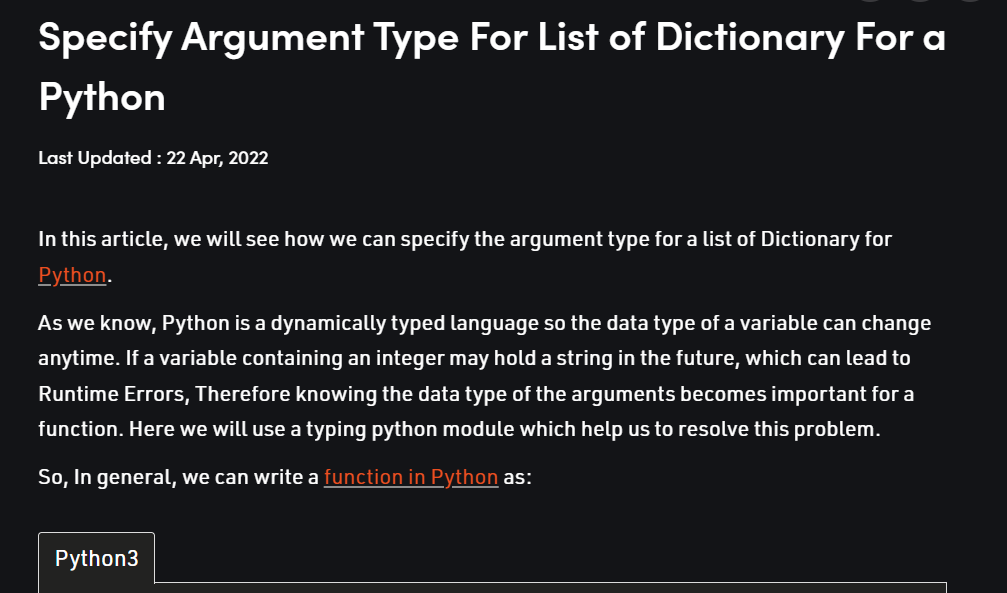 Specify Argument Type For List of Dictionary For a
Python
Last Updated : 22 Apr, 2022
In this article, we will see how we can specify the argument type for a list of Dictionary for
Python.
As we know, Python is a dynamically typed language so the data type of a variable can change
anytime. If a variable containing an integer may hold a string in the future, which can lead to
Runtime Errors, Therefore knowing the data type of the arguments becomes important for a
function. Here we will use a typing python module which help us to resolve this problem.
So, In general, we can write a function in Python as:
Python3